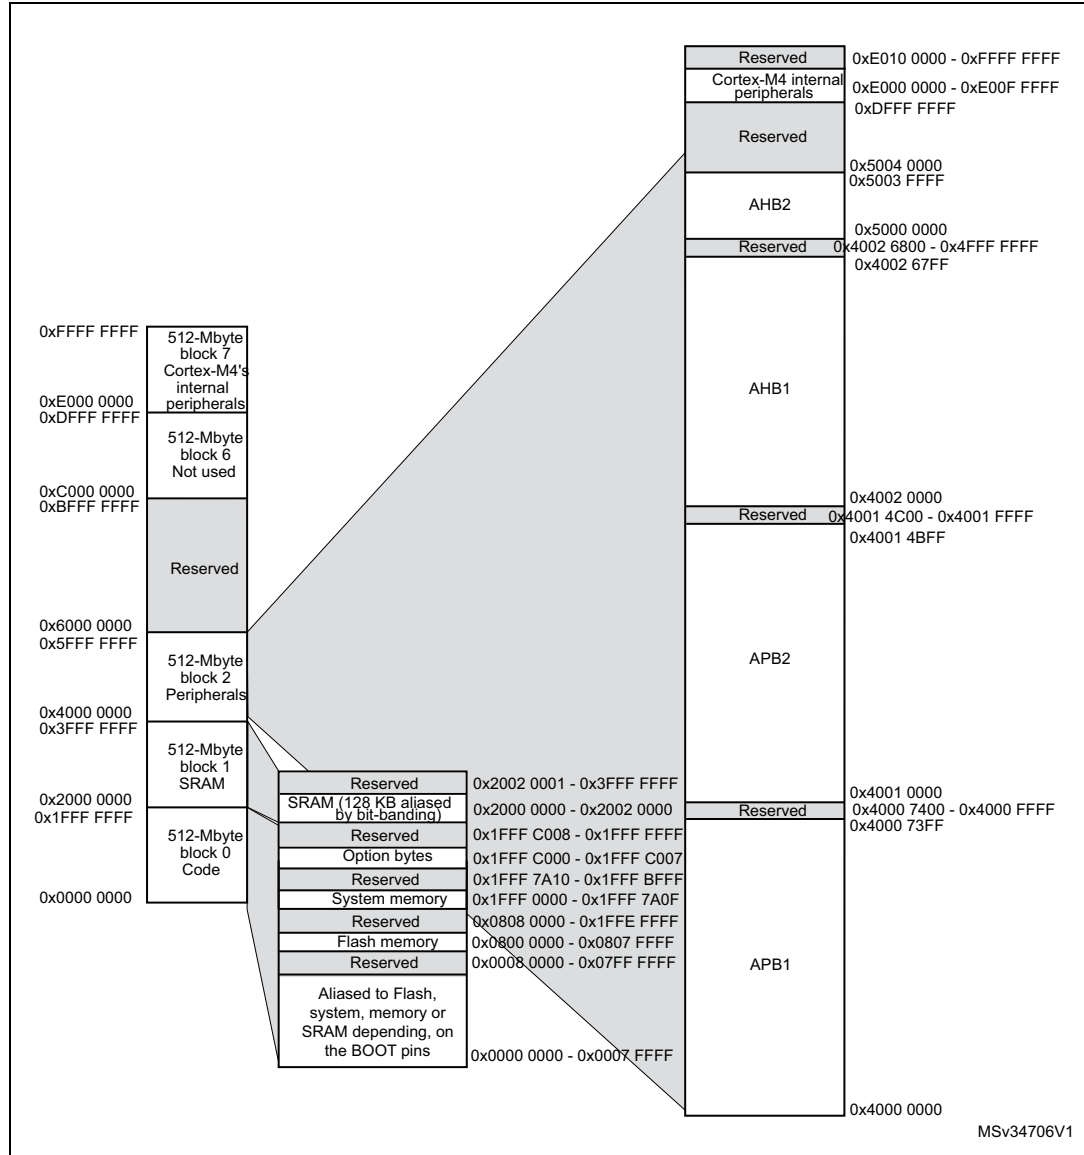 0xFFFF FFFF
512-Mbyte
block 7
Cortex-M4's
internal
peripherals
0xE000 0000
0xDFFF FFFF
512-Mbyte
block 6
Not used
0xC000 0000
0xBFFF FFFF
Reserved
0x6000 0000
0x5FFF FFFF
512-Mbyte
block 2
Peripherals
0x4000 0000
0x3FFF FFFF
512-Mbyte
block 1
SRAM
0x2000 0000
0x1FFF FFFF
512-Mbyte
block 0
Code
0x0000 0000
Reserved 0x2002 0001 - 0x3FFF FFFF
SRAM (128 KB aliased
by bit-banding) 0x2000 0000 - 0x2002 0000
Reserved 0x1FFF C008 - 0x1FFF FFFF
Option bytes 0x1FFF C000 - 0x1FFF C007
Reserved 0x1FFF 7A10 - 0x1FFF BFFF
System memory 0x1FFF 0000 - 0x1FFF 7A0F
Reserved 0x0808 0000 - 0x1FFE FFFF
Flash memory 0x0800 0000 - 0x0807 FFFF
Reserved 0x0008 0000 - 0x07FF FFFF
Aliased to Flash,
system, memory or
SRAM depending, on
the BOOT pins
0x0000 0000 - 0x0007 FFFF
Reserved 0xE010 0000 - 0xFFFF FFFF
Cortex-M4 internal
peripherals 0xE000 0000 - 0xE00F FFFF
0xDFFF FFFF
Reserved
0x5004 0000
0x5003 FFFF
AHB2
0x5000 0000
Reserved 0x4002 6800 - 0x4FFF FFFF
0x4002 67FF
AHB1
0x4002 0000
Reserved 0x4001 4C00 - 0x4001 FFFF
0x4001 4BFF
APB2
0x4001 0000
Reserved 0x4000 7400 - 0x4000 FFFF
0x4000 73FF
APB1
0x4000 0000
MSv34706V1